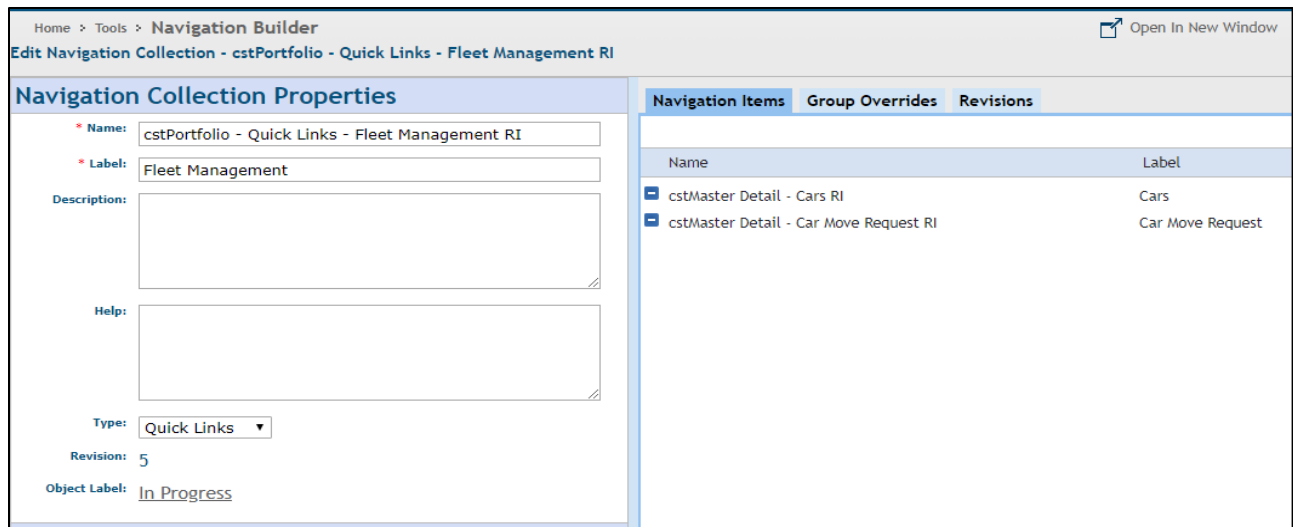 Home > Tools > Navigation Builder
Open In New Window
Edit Navigation Collection - cstPortfolio - Quick Links - Fleet Management RI
Navigation Collection Properties
* Name: cstPortfolio - Quick Links - Fleet Management RI
* Label: Fleet Management
Description:
Help:
Type: Quick Links
Revision: 5
Object Label: In Progress
Navigation Items Group Overrides Revisions
Name Label
cstMaster Detail - Cars RI Cars
cstMaster Detail - Car Move Request RI Car Move Request